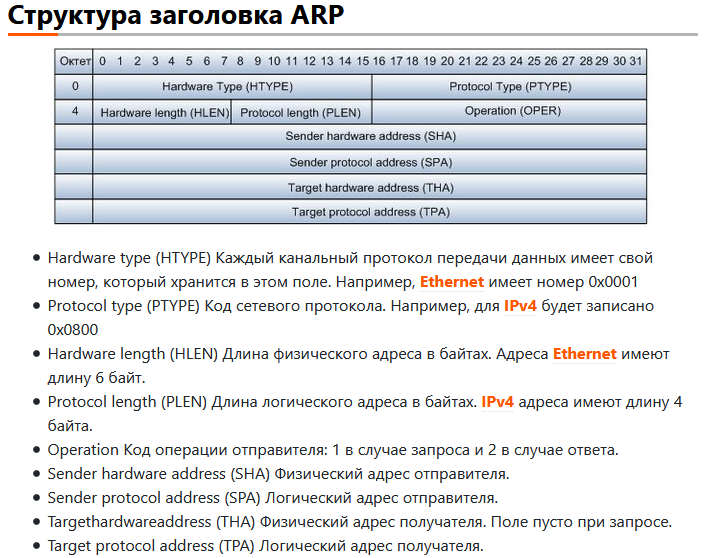 Структура заголовка ARP
Октет 0 1 2 3 4 5 6 7 8 9 10 11 12 13 14 15 16 17 18 19 20 21 22 23 24 25 26 27 28 29 30 31
0 Hardware Type (HTYPE) Protocol Type (PTYPE)
4 Hardware length (HLEN) Protocol length (PLEN) Operation (OPER)
Sender hardware address (SHA)
Sender protocol address (SPA)
Target hardware address (THA)
Target protocol address (TPA)
● Hardware type (HTYPE) Каждый канальный протокол передачи данных имеет свой
номер, который хранится в этом поле. Например, Ethernet имеет номер 0x0001
● Protocol type (PTYPE) Код сетевого протокола. Например, для IPv4 будет записано
0x0800
● Hardware length (HLEN) Длина физического адреса в байтах. Адреса Ethernet имеют
длину 6 байт.
● Protocol length (PLEN) Длина логического адреса в байтах. IPv4 адреса имеют длину 4
байта.
● Operation Код операции отправителя: 1 в случае запроса и 2 в случае ответа.
● Sender hardware address (SHA) Физический адрес отправителя.
● Sender protocol address (SPA) Логический адрес отправителя.
● Targethardwareaddress (THA) Физический адрес получателя. Поле пусто при запросе.
● Target protocol address (TPA) Логический адрес получателя.